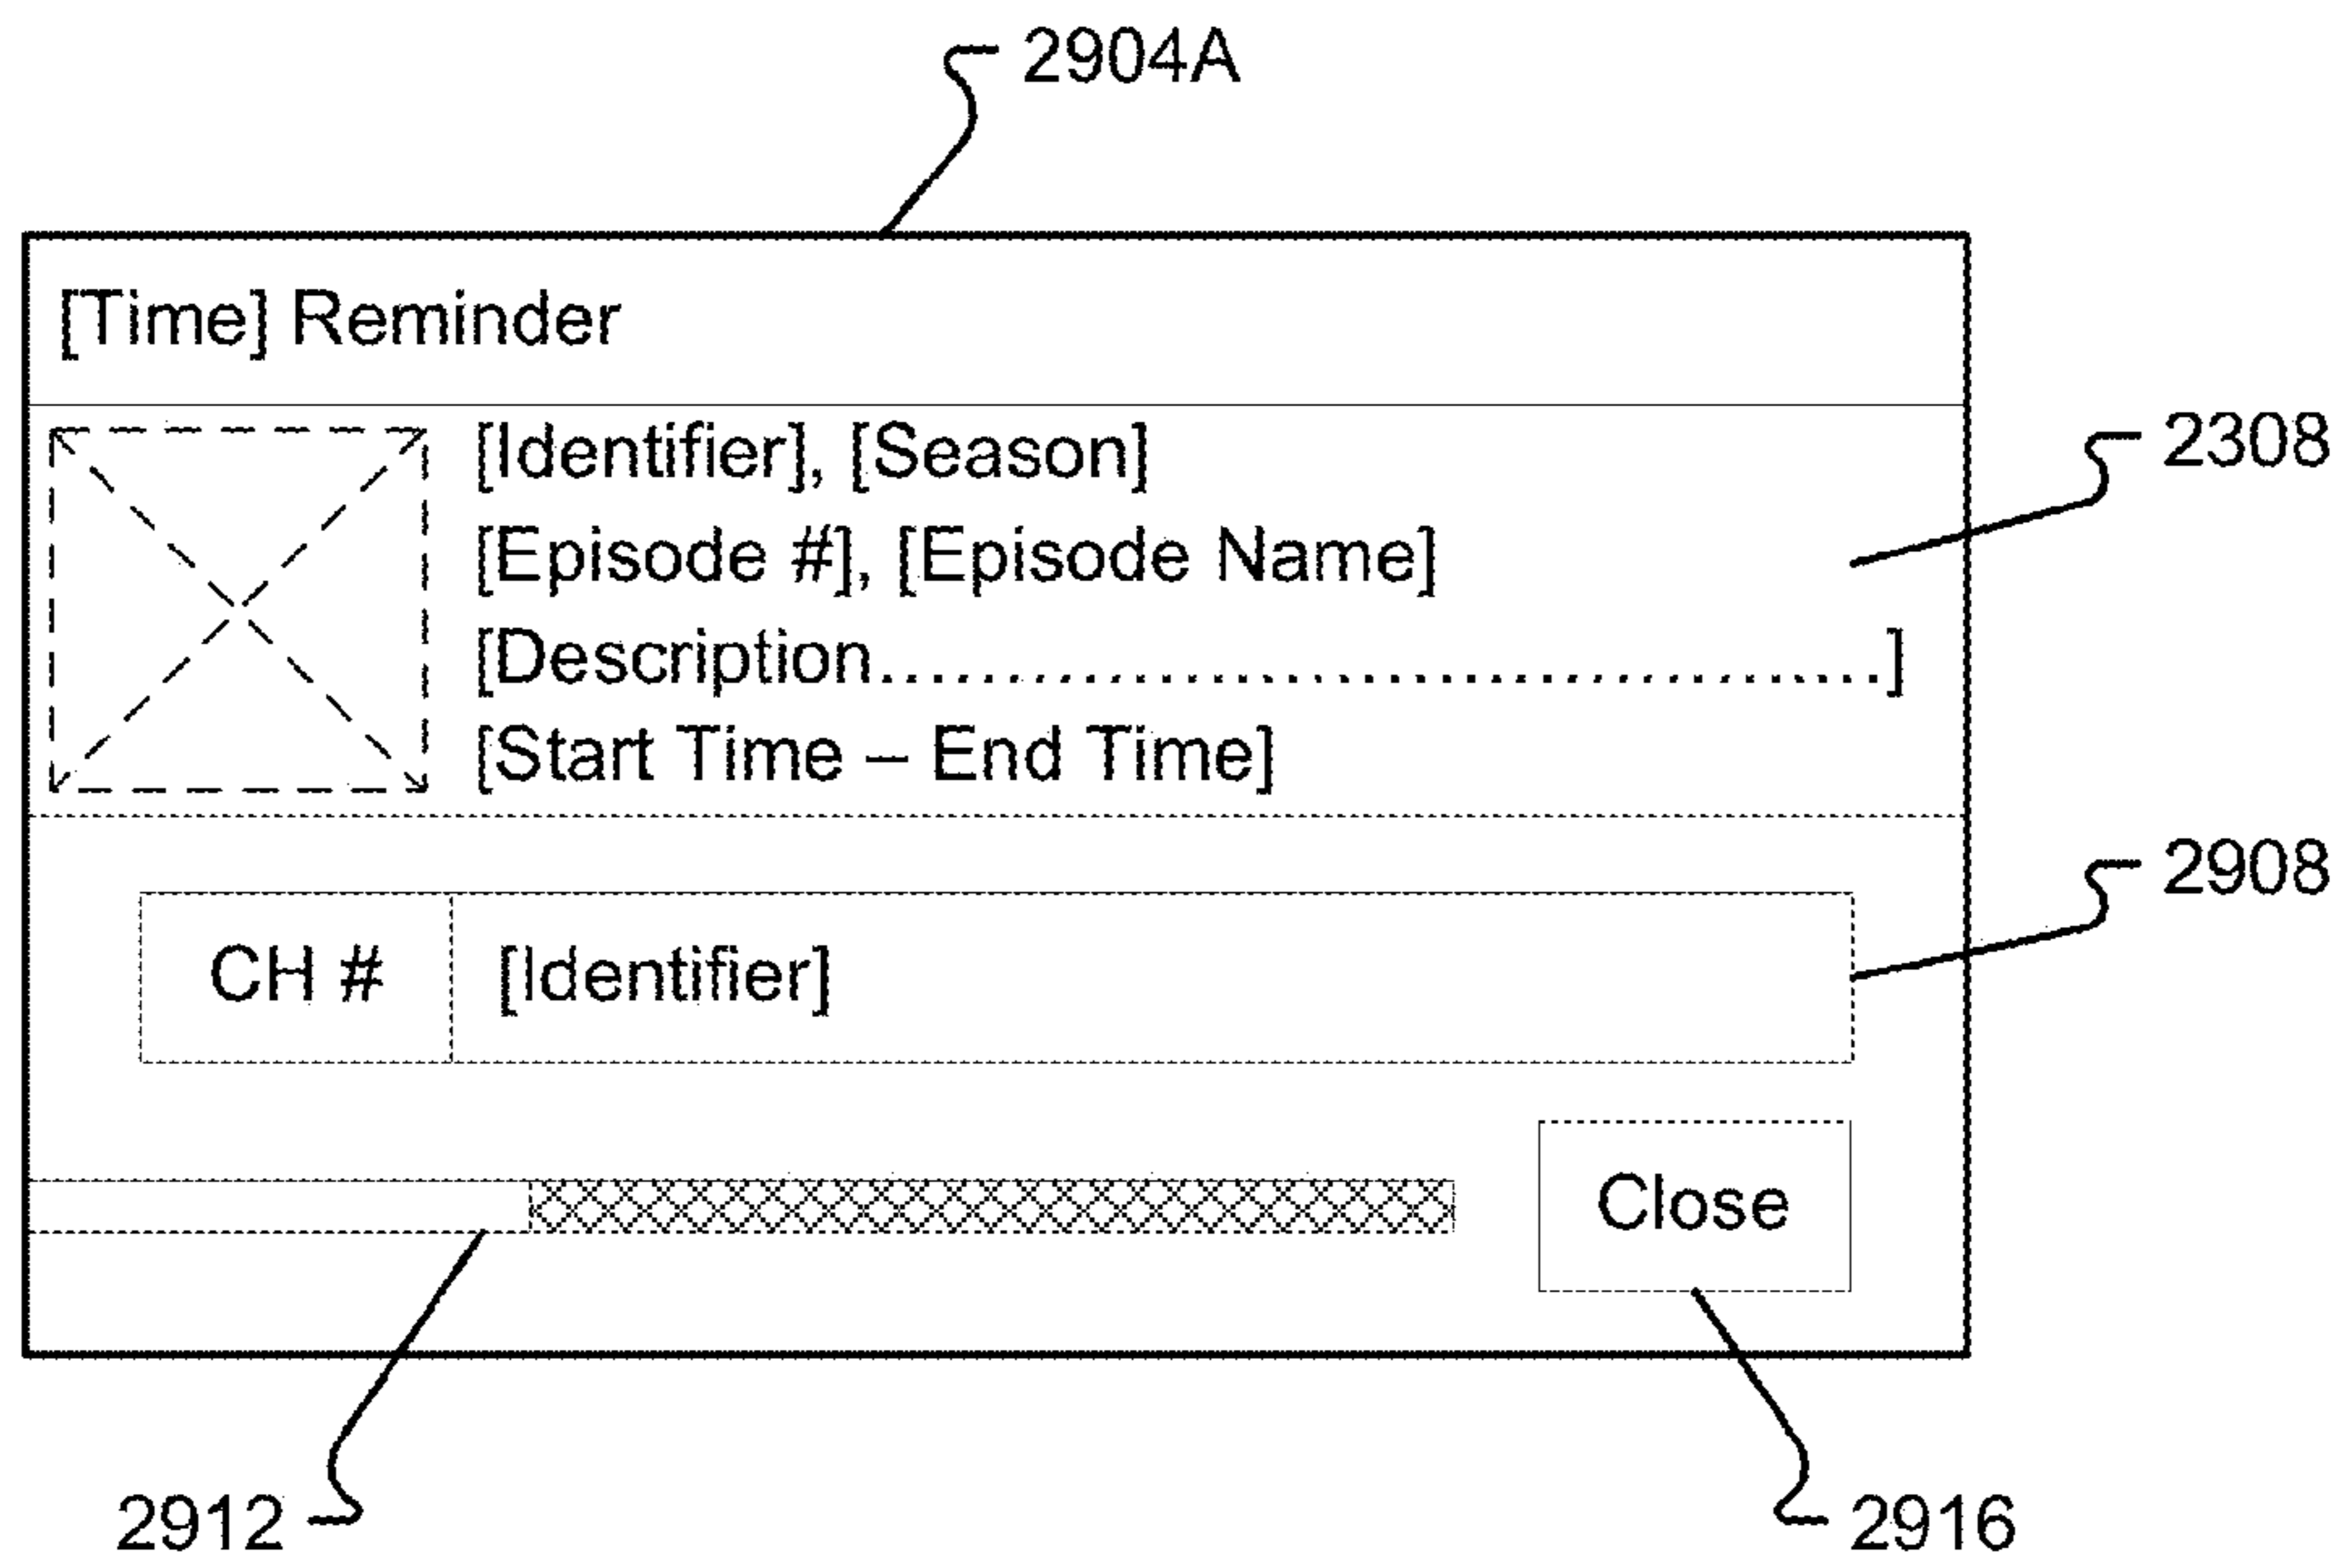 2904A
[Time] Reminder
[Identifier], [Season]
2308
[Episode #], [Episode Name]
[Description........................................]
[Start Time – End Time]
2908
CH # [Identifier]
Close
2912
2916